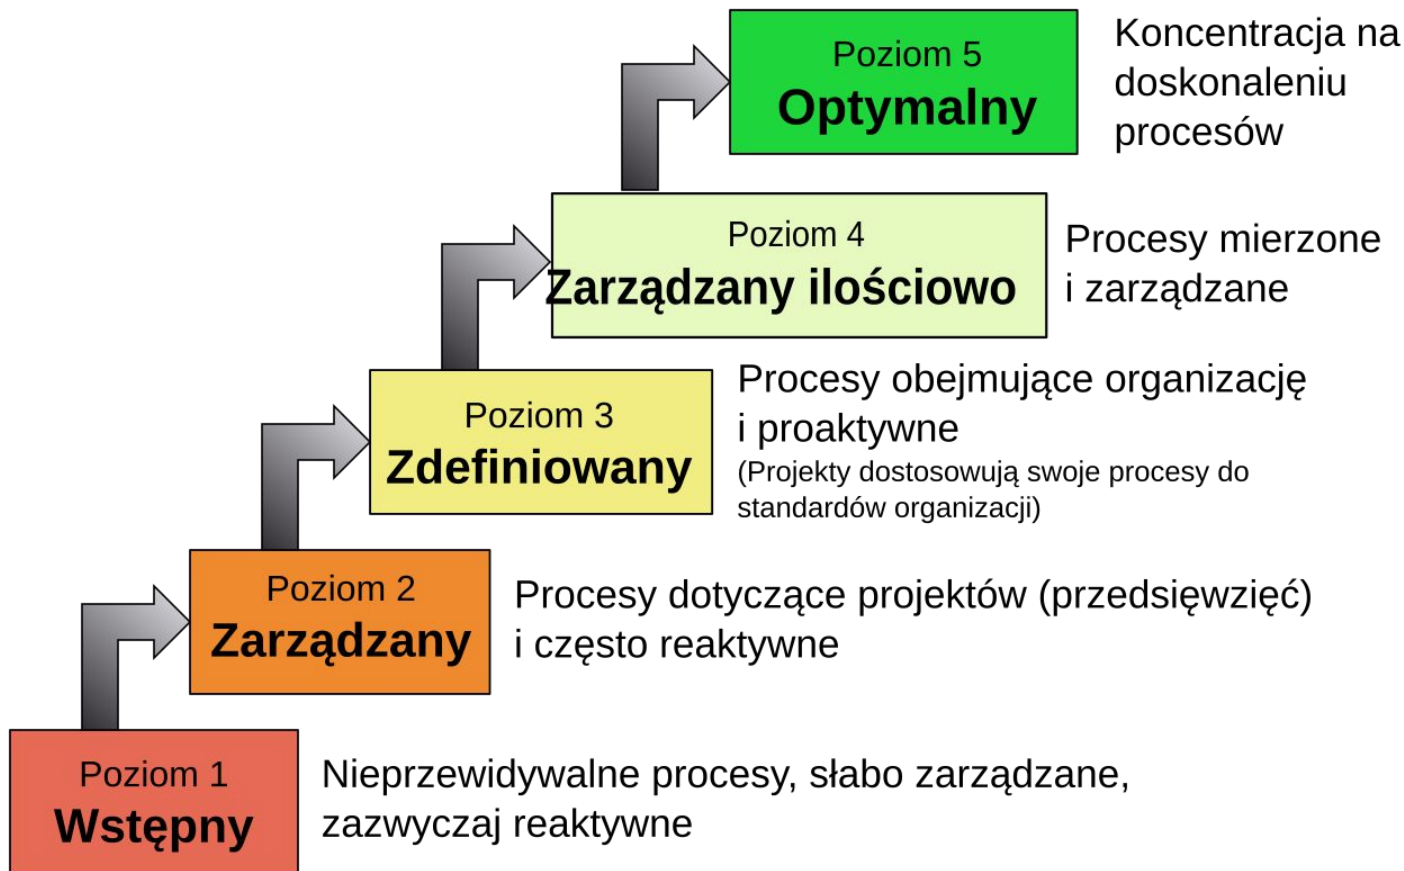 Poziom 5
Optymalny
Koncentracja na
doskonaleniu
procesów
Poziom 4
Zarządzany ilościowo
Procesy mierzone
i zarządzane
Poziom 3
Zdefiniowany
Procesy obejmujące organizację
i proaktywne
(Projekty dostosowują swoje procesy do
standardów organizacji)
Poziom 2
Zarządzany
Procesy dotyczące projektów (przedsięwzięć)
i często reaktywne
Poziom 1
Wstępny
Nieprzewidywalne procesy, słabo zarządzane,
zazwyczaj reaktywne